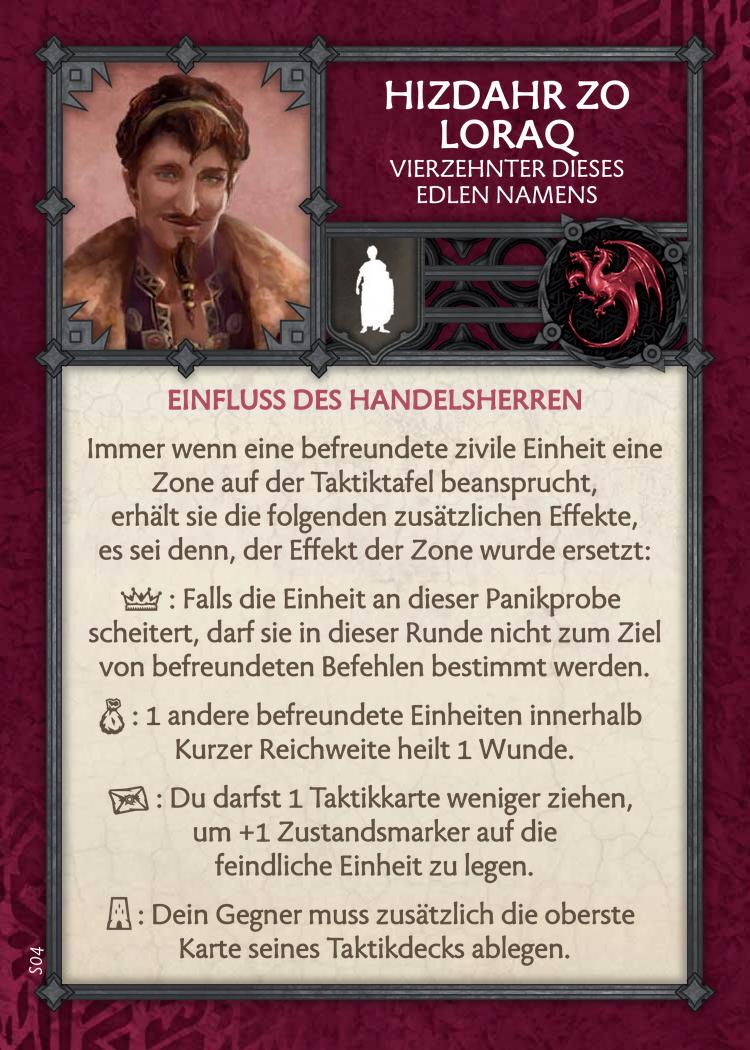 HIZDAHR ZO
LORAQ
VIERZEHNTER DIESES
EDLEN NAMENS
EINFLUSS DES HANDELSHERREN
Immer wenn eine befreundete zivile Einheit eine
Zone auf der Taktiktafel beansprucht,
erhält sie die folgenden zusätzlichen Effekte,
es sei denn, der Effekt der Zone wurde ersetzt:
: Falls die Einheit an dieser Panikprobe
scheitert, darf sie in dieser Runde nicht zum Ziel
von befreundeten Befehlen bestimmt werden.
: 1 andere befreundete Einheiten innerhalb
Kurzer Reichweite heilt 1 Wunde.
: Du darfst 1 Taktikkarte weniger ziehen,
um +1 Zustandsmarker auf die
feindliche Einheit zu legen.
: Dein Gegner muss zusätzlich die oberste
Karte seines Taktikdecks ablegen.
S04